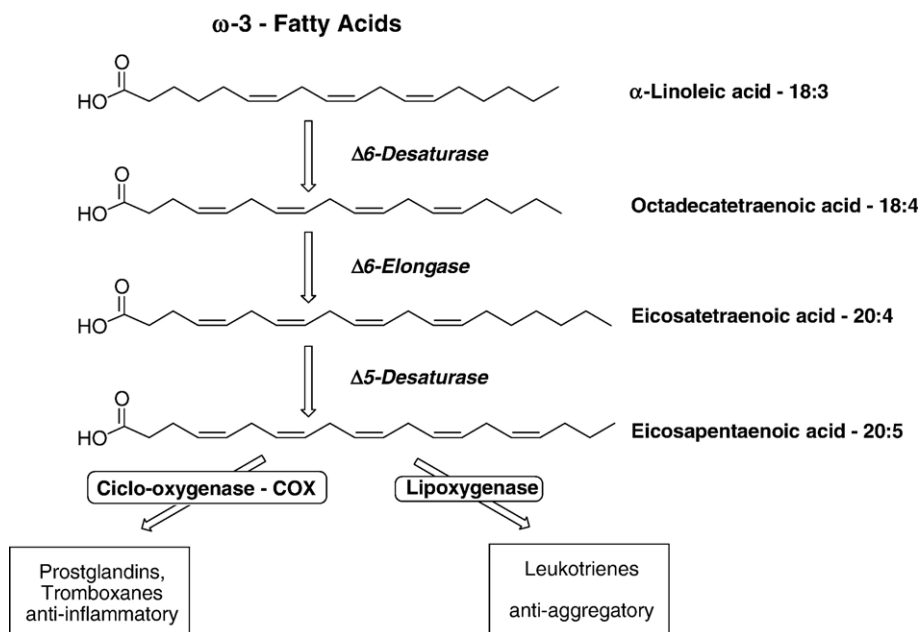 ω-3 - Fatty Acids
O
HO
α-Linoleic acid - 18:3
Δ6-Desaturase
O
HO
Octadecatetraenoic acid - 18:4
Δ6-Elongase
O
HO
Eicosatetraenoic acid - 20:4
Δ5-Desaturase
O
HO
Eicosapentaenoic acid - 20:5
Ciclo-oxygenase - COX
Lipoxygenase
Prostglandins,
Tromboxanes
anti-inflammatory
Leukotrienes
anti-aggregatory